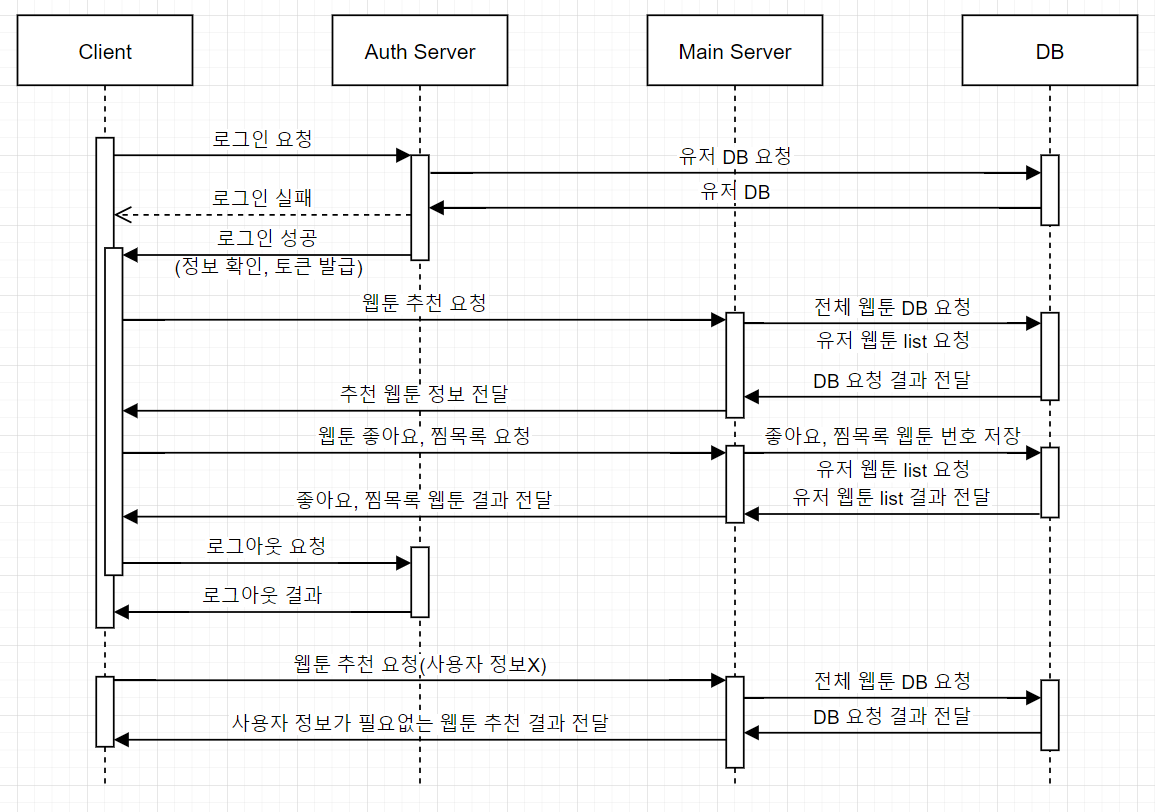 Client
Auth Server
Main Server
DB
로그인 요청
유저 DB 요청
유저 DB
로그인 실패
로그인 성공
(정보 확인, 토큰 발급)
웹툰 추천 요청
전체 웹툰 DB 요청
유저 웹툰 list 요청
DB 요청 결과 전달
추천 웹툰 정보 전달
웹툰 좋아요, 찜목록 요청
좋아요, 찜목록 웹툰 번호 저장
유저 웹툰 list 요청
유저 웹툰 list 결과 전달
좋아요, 찜목록 웹툰 결과 전달
로그아웃 요청
로그아웃 결과
웹툰 추천 요청(사용자 정보X)
전체 웹툰 DB 요청
DB 요청 결과 전달
사용자 정보가 필요없는 웹툰 추천 결과 전달